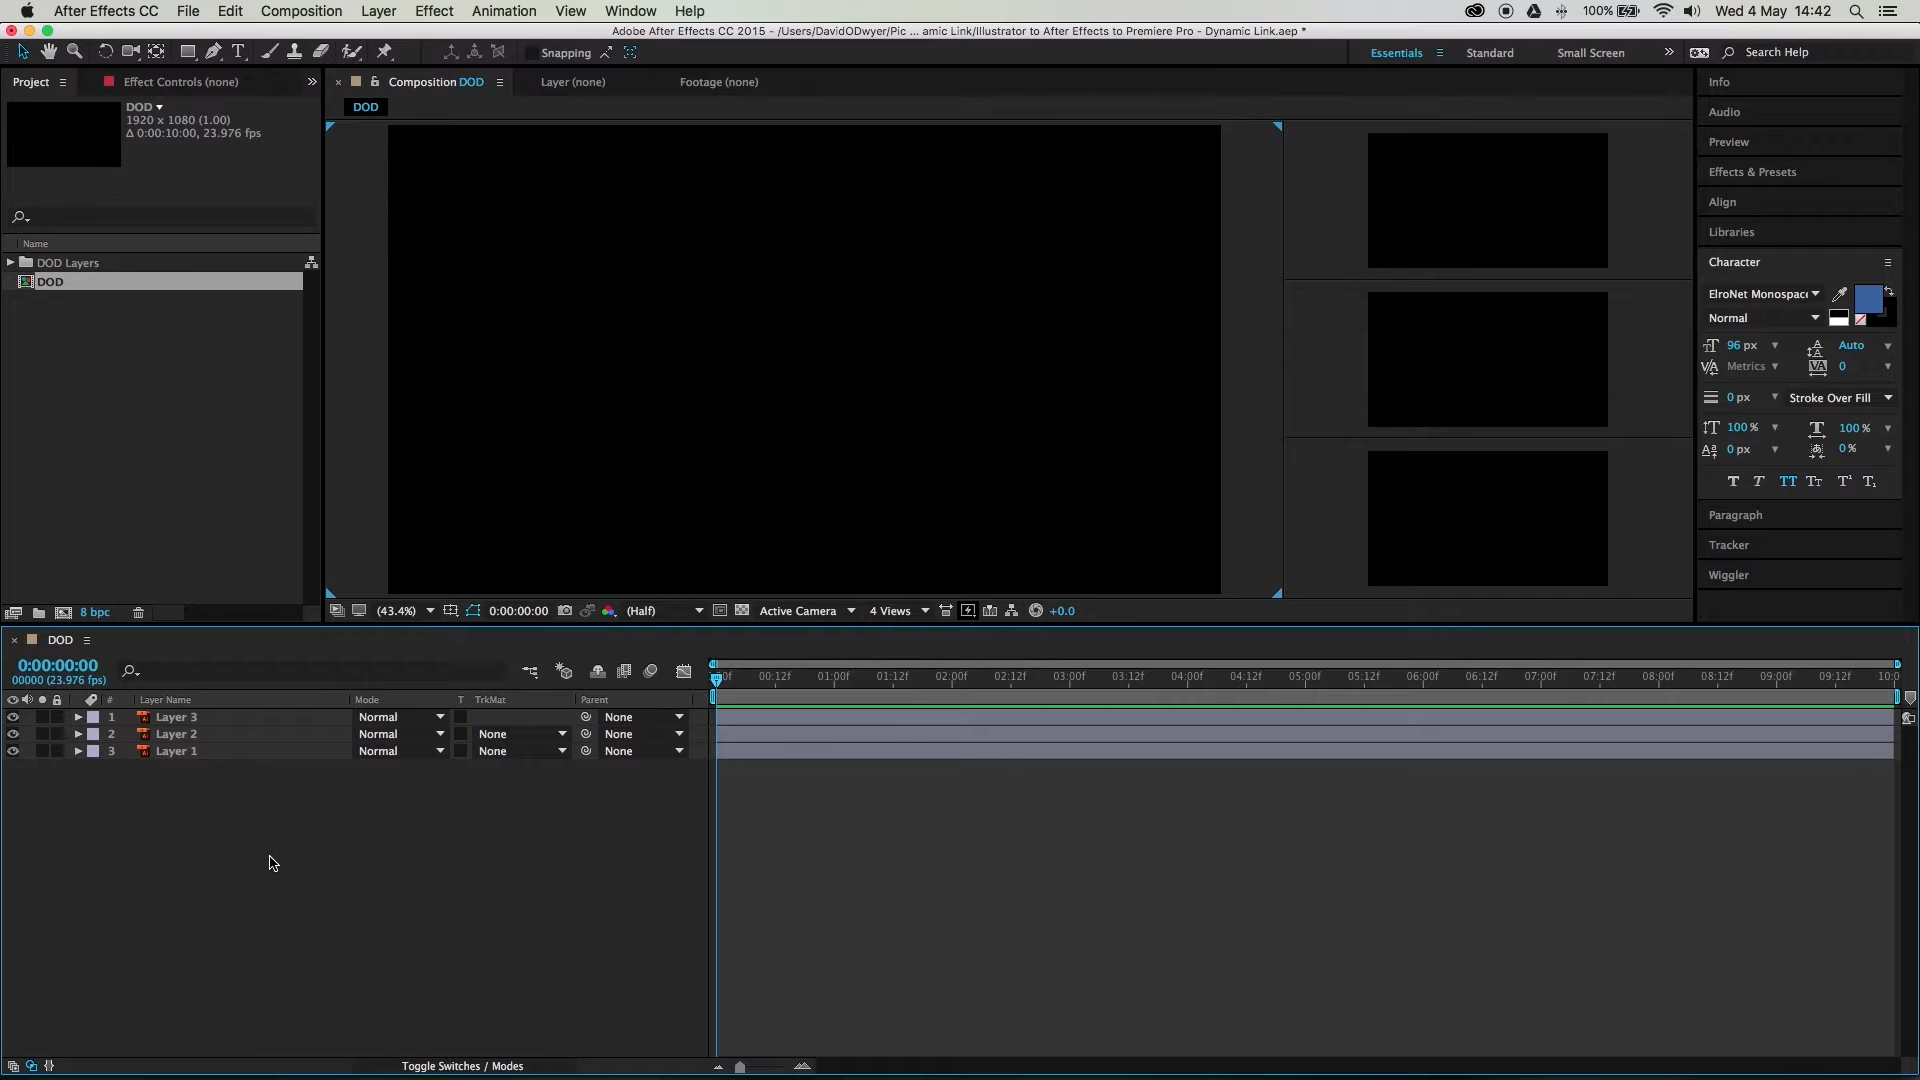 After Effects CC File Edit Composition Layer Effect Animation View Window Help 100% Wed 4 May 14:42
Adobe After Effects CC 2015 - /Users/DavidODwyer/Pic ... amic Link/Illustrator to After Effects to Premiere Pro - Dynamic Link.aep *
Snapping Essentials Standard Small Screen Search Help
Project Effect Controls (none) Composition DOD Layer (none) Footage (none) Info
DOD
1920 x 1080 (1.00)
Δ 0:00:10:00, 23.976 fps
DOD
Audio
Preview
Effects & Presets
Align
Libraries
Name
DOD Layers
DOD
Character
ElroNet Monospac
Normal
96 px Auto
Metrics 0
0 px Stroke Over Fill
100 % 100 %
0 px 0 %
T T TT Tt T¹ T₁
Paragraph
Tracker
Wiggler
8 bpc (43.4%) 0:00:00:00 (Half) Active Camera 4 Views +0.0
DOD
0:00:00:00
00000 (23.976 fps)
00f 00:12f 01:00f 01:12f 02:00f 02:12f 03:00f 03:12f 04:00f 04:12f 05:00f 05:12f 06:00f 06:12f 07:00f 07:12f 08:00f 08:12f 09:00f 09:12f 10:0
# Layer Name Mode T TrkMat Parent
1 Layer 3 Normal None
2 Layer 2 Normal None None
3 Layer 1 Normal None None
Toggle Switches / Modes